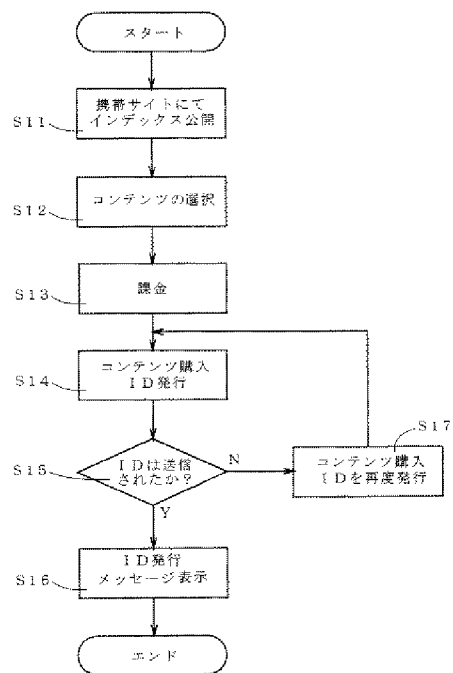 スタート
S11
携帯サイトにて
インデックス公開
S12
コンテンツの選択
S13
課金
S14
コンテンツ購入
ID発行
S15
IDは送信
されたか?
N
Y
S17
コンテンツ購入
IDを再度発行
S16
ID発行
メッセージ表示
エンド